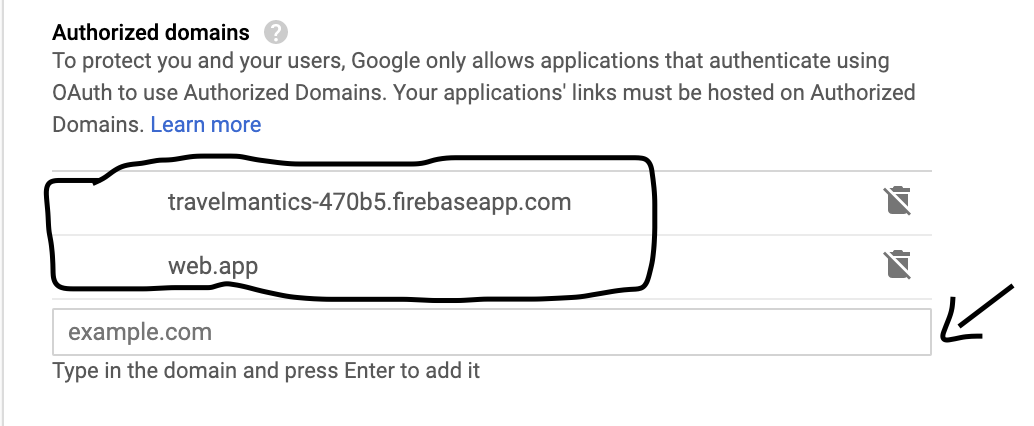 Authorized domains ?
To protect you and your users, Google only allows applications that authenticate using
OAuth to use Authorized Domains. Your applications' links must be hosted on Authorized
Domains. Learn more
travelmantics-470b5.firebaseapp.com
web.app
example.com
Type in the domain and press Enter to add it